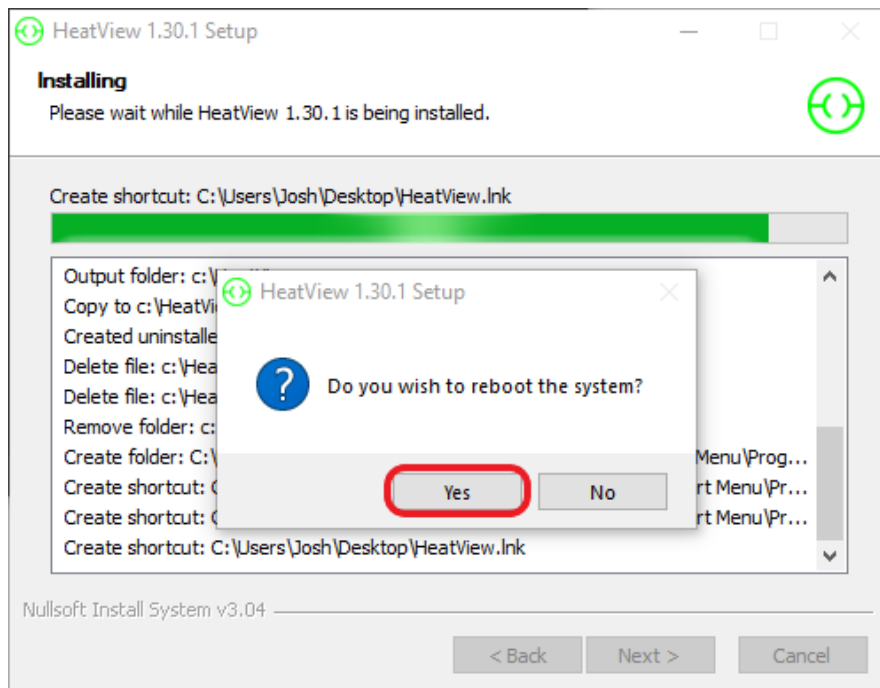 HeatView 1.30.1 Setup
Installing
Please wait while HeatView 1.30.1 is being installed.
Create shortcut: C:\Users\Josh\Desktop\HeatView.lnk
Output folder: c:\
Copy to c:\HeatVi
Created uninstalle
Delete file: c:\Hea
Delete file: c:\Hea
Remove folder: c:
Create folder: C:\ Menu\Prog...
Create shortcut: rt Menu\Pr...
Create shortcut: rt Menu\Pr...
Create shortcut: C:\Users\Josh\Desktop\HeatView.lnk
HeatView 1.30.1 Setup
Do you wish to reboot the system?
Yes No
Nullsoft Install System v3.04
< Back Next > Cancel